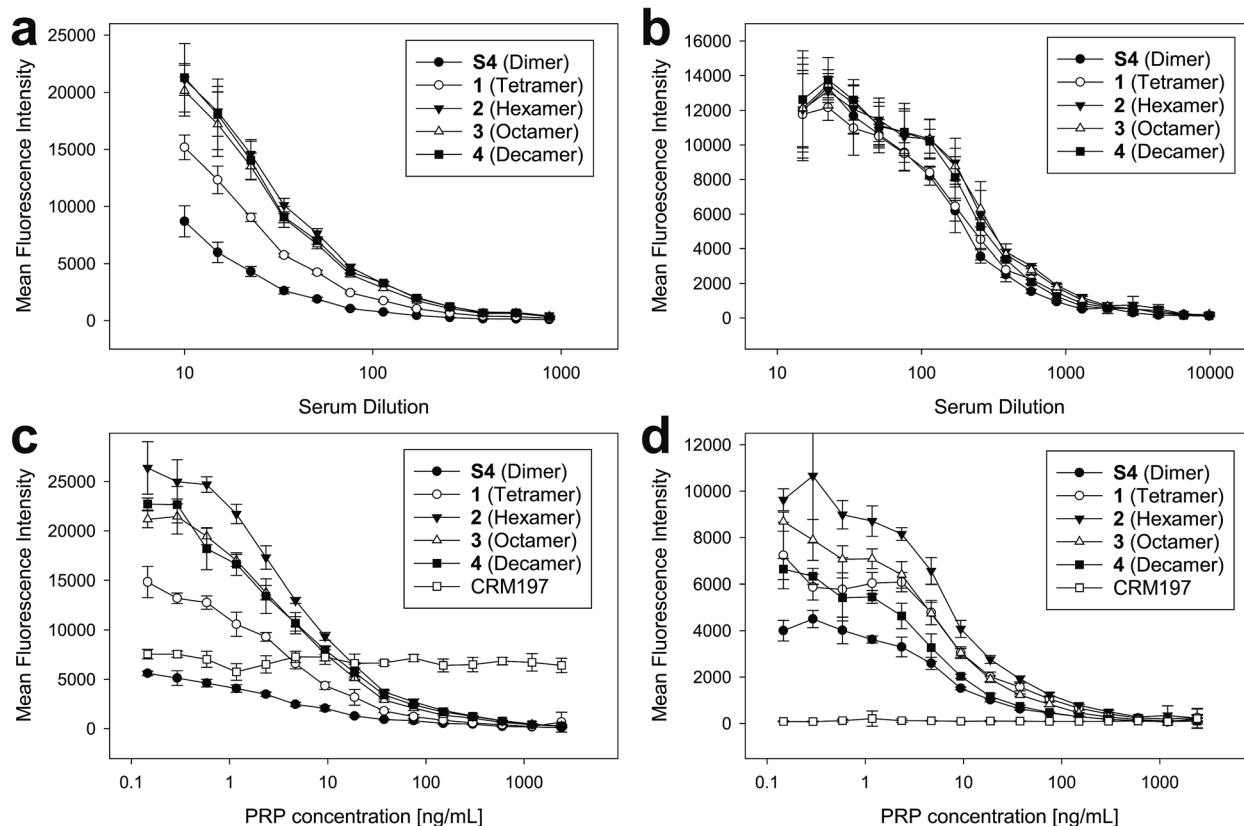 a
25000
20000
15000
10000
5000
0
Mean Fluorescence Intensity
S4 (Dimer)
1 (Tetramer)
2 (Hexamer)
3 (Octamer)
4 (Decamer)
10
100
1000
Serum Dilution
b
16000
14000
12000
10000
8000
6000
4000
2000
0
Mean Fluroescence Intensity
S4 (Dimer)
1 (Tetramer)
2 (Hexamer)
3 (Octamer)
4 (Decamer)
10
100
1000
10000
Serum Dilution
c
25000
20000
15000
10000
5000
0
Mean Fluorescence Intensity
S4 (Dimer)
1 (Tetramer)
2 (Hexamer)
3 (Octamer)
4 (Decamer)
CRM197
0.1
1
10
100
1000
PRP concentration [ng/mL]
d
12000
10000
8000
6000
4000
2000
0
Mean Fluorescence Intensity
S4 (Dimer)
1 (Tetramer)
2 (Hexamer)
3 (Octamer)
4 (Decamer)
CRM197
0.1
1
10
100
1000
PRP concentration [ng/mL]